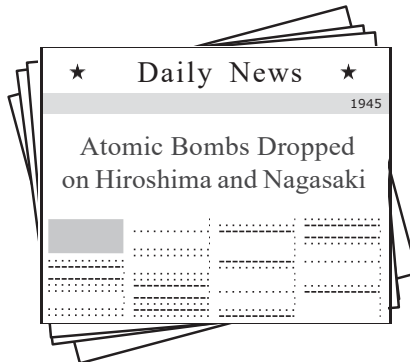 ★ Daily News ★
1945
Atomic Bombs Dropped
on Hiroshima and Nagasaki